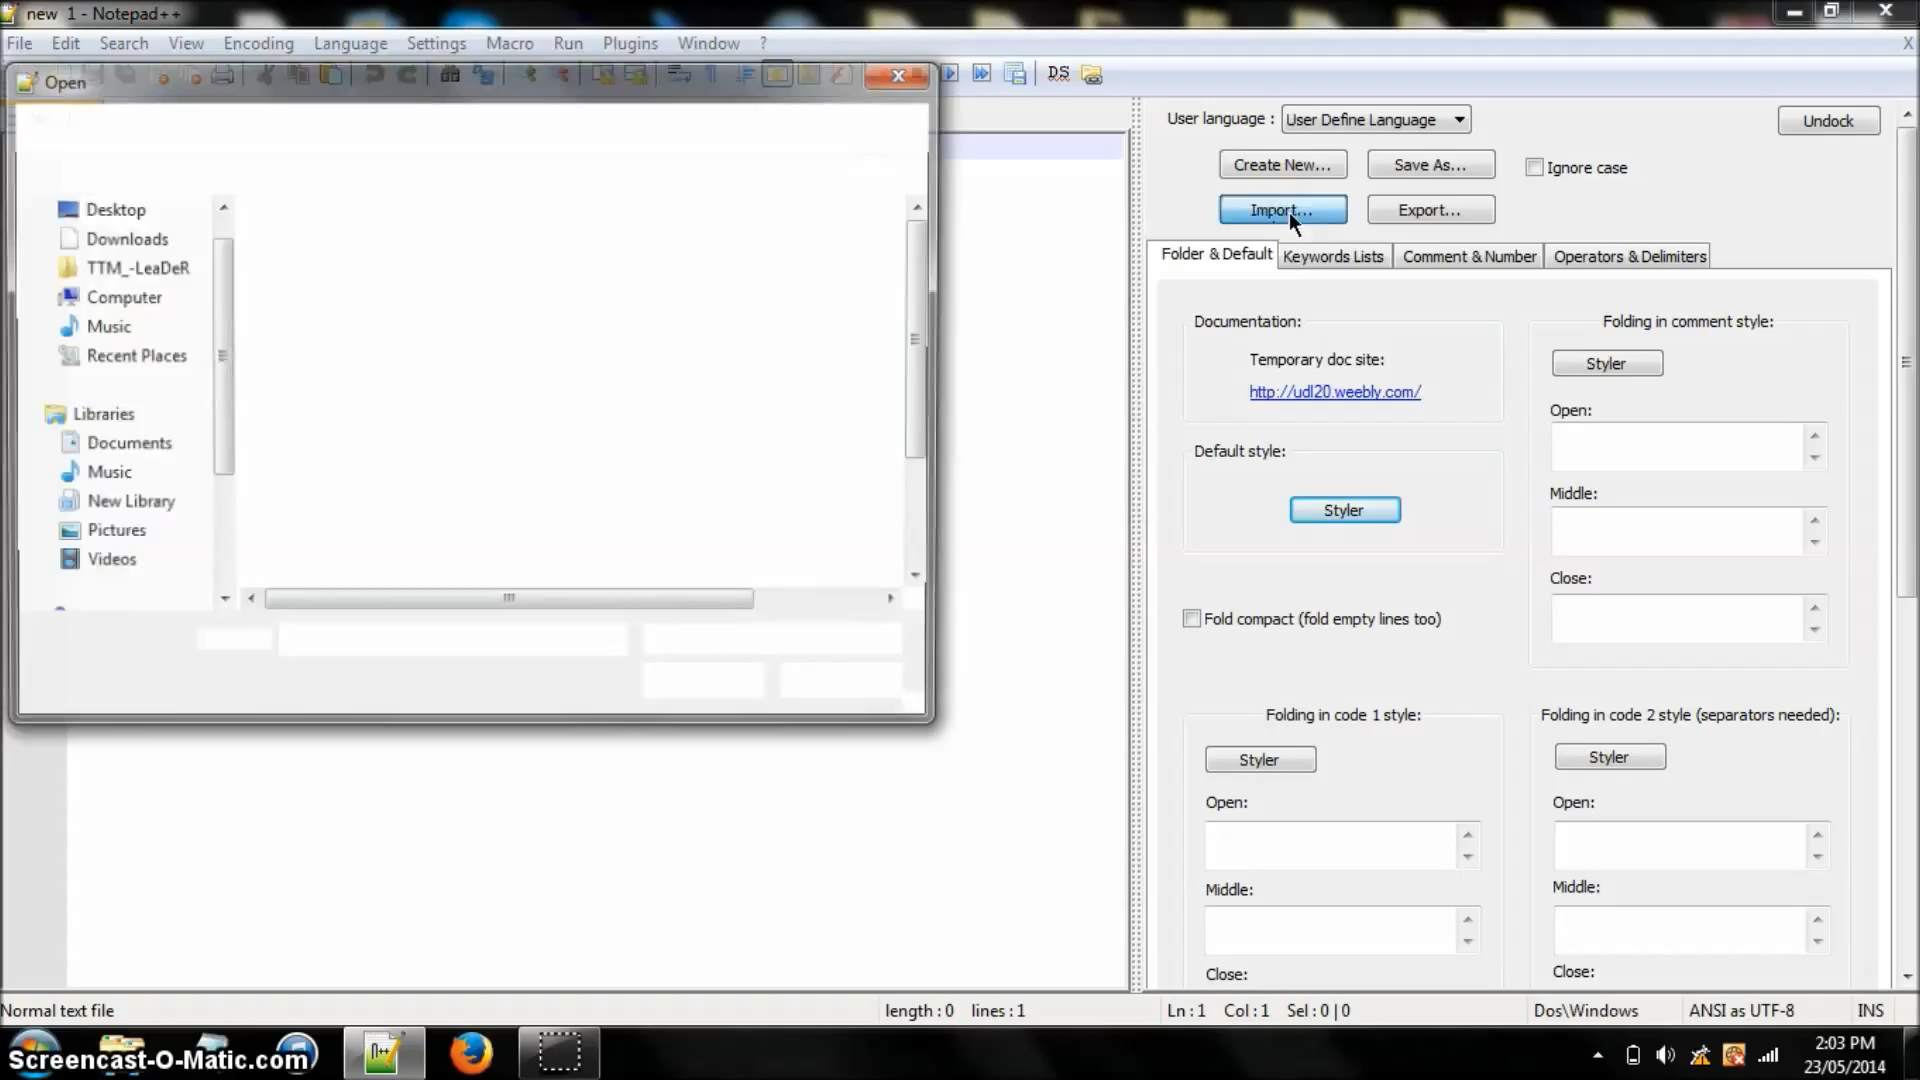 new 1 - Notepad++
File Edit Search View Encoding Language Settings Macro Run Plugins Window ? X
Open
DS
User language : User Define Language
Undock
Create New...
Save As...
Ignore case
Import...
Export...
Folder & Default
Keywords Lists
Comment & Number
Operators & Delimiters
Desktop
Downloads
TTM_-LeaDeR
Computer
Music
Recent Places
Libraries
Documents
Music
New Library
Pictures
Videos
Documentation:
Temporary doc site:
http://udl20.weebly.com/
Default style:
Styler
Fold compact (fold empty lines too)
Folding in comment style:
Styler
Open:
Middle:
Close:
Folding in code 1 style:
Styler
Open:
Middle:
Close:
Folding in code 2 style (separators needed):
Styler
Open:
Middle:
Close:
Normal text file
length : 0 lines : 1
Ln : 1 Col : 1 Sel : 0 | 0
Dos\Windows
ANSI as UTF-8
INS
Screencast-O-Matic.com
2:03 PM
23/05/2014